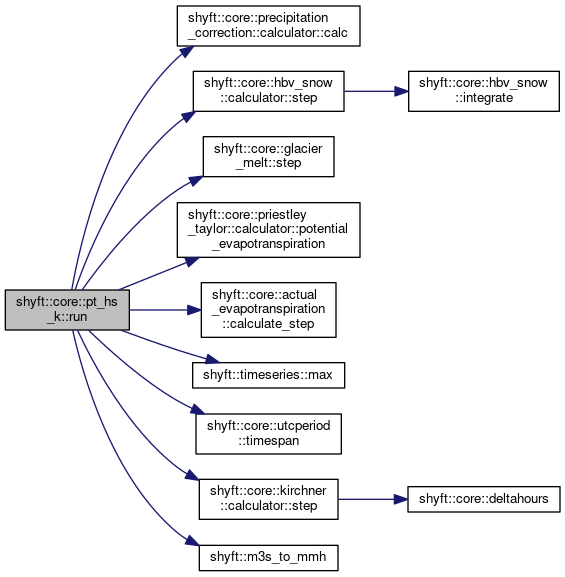 shyft::core::precipitation
_correction::calculator::calc
shyft::core::hbv_snow
::calculator::step
shyft::core::hbv_snow
::integrate
shyft::core::glacier
_melt::step
shyft::core::priestley
_taylor::calculator::potential
_evapotranspiration
shyft::core::pt_hs
_k::run
shyft::core::actual
_evapotranspiration
::calculate_step
shyft::timeseries::max
shyft::core::utcperiod
::timespan
shyft::core::kirchner
::calculator::step
shyft::core::deltahours
shyft::m3s_to_mmh